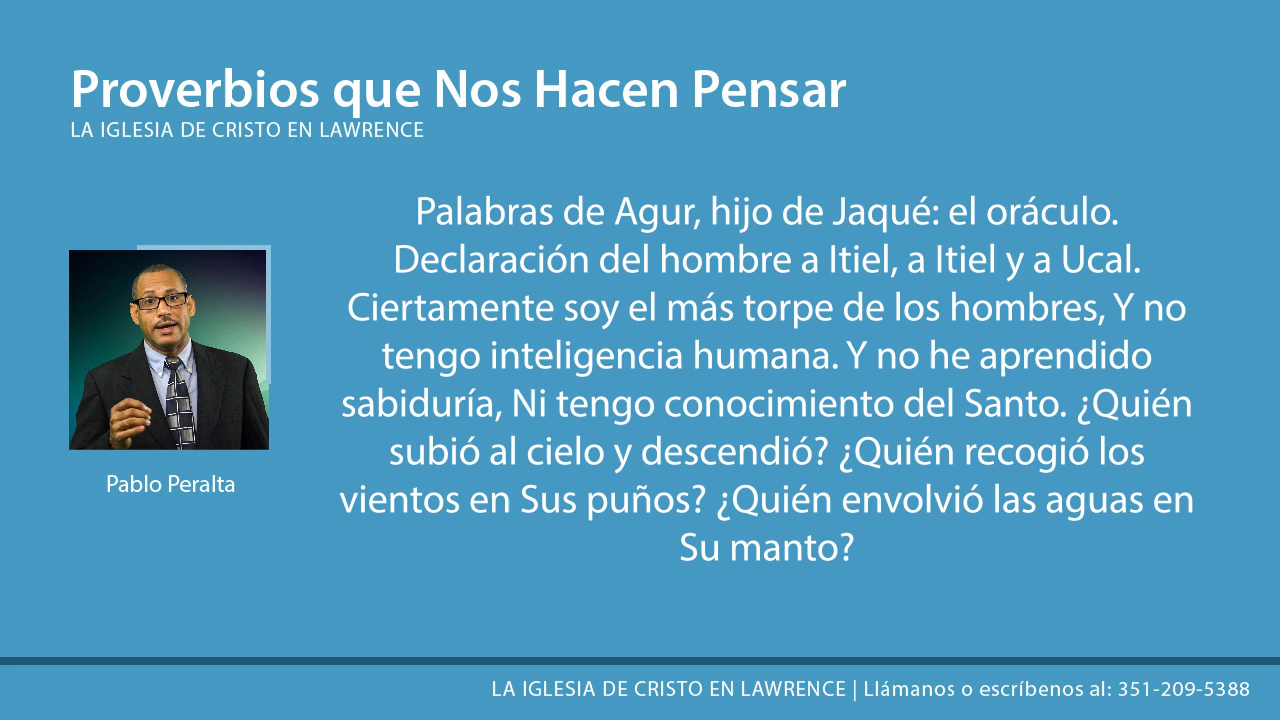 Proverbios que Nos Hacen Pensar
LA IGLESIA DE CRISTO EN LAWRENCE
Palabras de Agur, hijo de Jaqué: el oráculo.
Declaración del hombre a Itiel, a Itiel y a Ucal.
Ciertamente soy el más torpe de los hombres, Y no
tengo inteligencia humana. Y no he aprendido
sabiduría, Ni tengo conocimiento del Santo. ¿Quién
subió al cielo y descendió? ¿Quién recogió los
vientos en Sus puños? ¿Quién envolvió las aguas en
Su manto?
Pablo Peralta
LA IGLESIA DE CRISTO EN LAWRENCE | Llámanos o escríbenos al: 351-209-5388